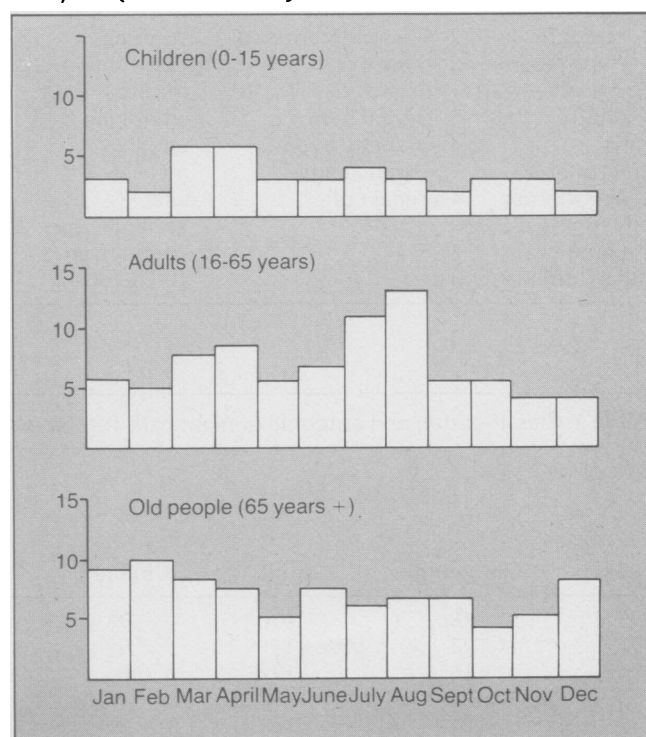 Children (0-15 years)
10
5
Adults (16-65 years)
15
10
5
Old people (65 years +)
15
10
5
Jan Feb Mar April May June July Aug Sept Oct Nov Dec